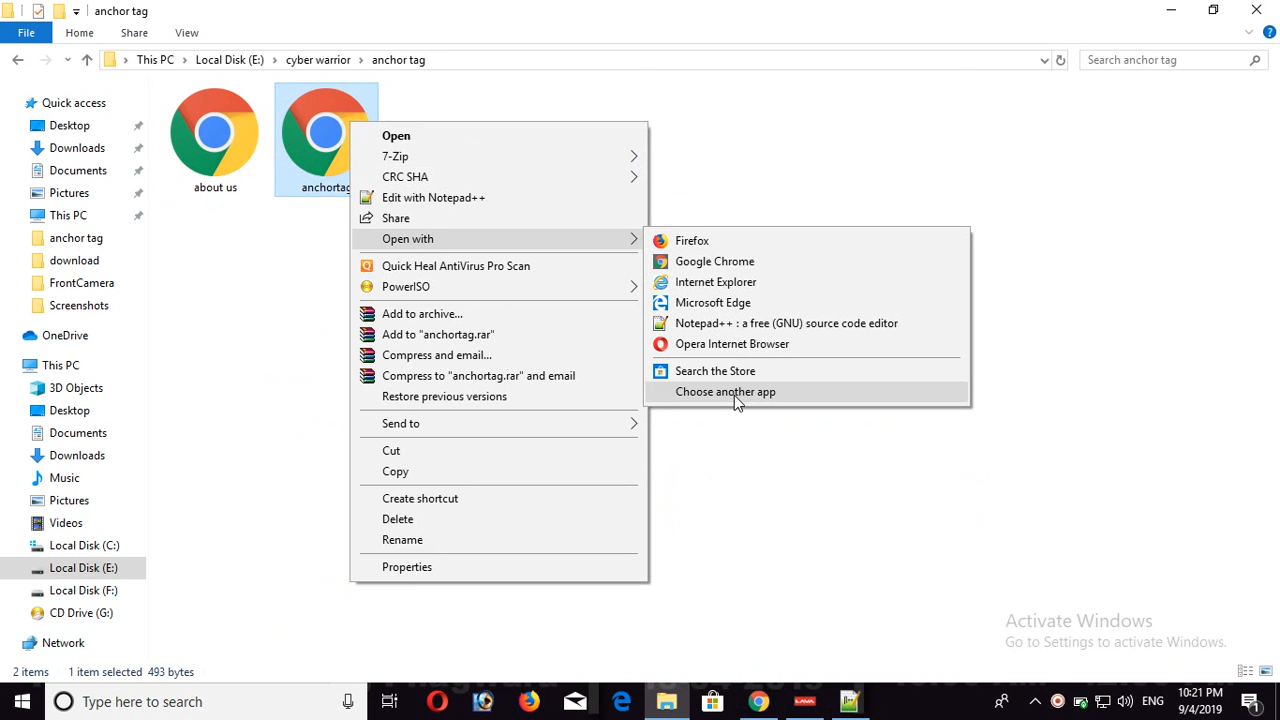 anchor tag
File
Home
Share
View
This PC
Local Disk (E:)
cyber warrior
anchor tag
Search anchor tag
Quick access
Desktop
Downloads
Documents
Pictures
This PC
anchor tag
download
FrontCamera
Screenshots
OneDrive
This PC
3D Objects
Desktop
Documents
Downloads
Music
Pictures
Videos
Local Disk (C:)
Local Disk (E:)
Local Disk (F:)
CD Drive (G:)
Network
about us
anchortag
Open
7-Zip
CRC SHA
Edit with Notepad++
Share
Open with
Quick Heal AntiVirus Pro Scan
PowerISO
Add to archive...
Add to "anchortag.rar"
Compress and email...
Compress to "anchortag.rar" and email
Restore previous versions
Send to
Cut
Copy
Create shortcut
Delete
Rename
Properties
Firefox
Google Chrome
Internet Explorer
Microsoft Edge
Notepad++ : a free (GNU) source code editor
Opera Internet Browser
Search the Store
Choose another app
Activate Windows
Go to Settings to activate Windows.
2 items
1 item selected 493 bytes
Type here to search
LAVA
ENG
10:21 PM
9/4/2019
1